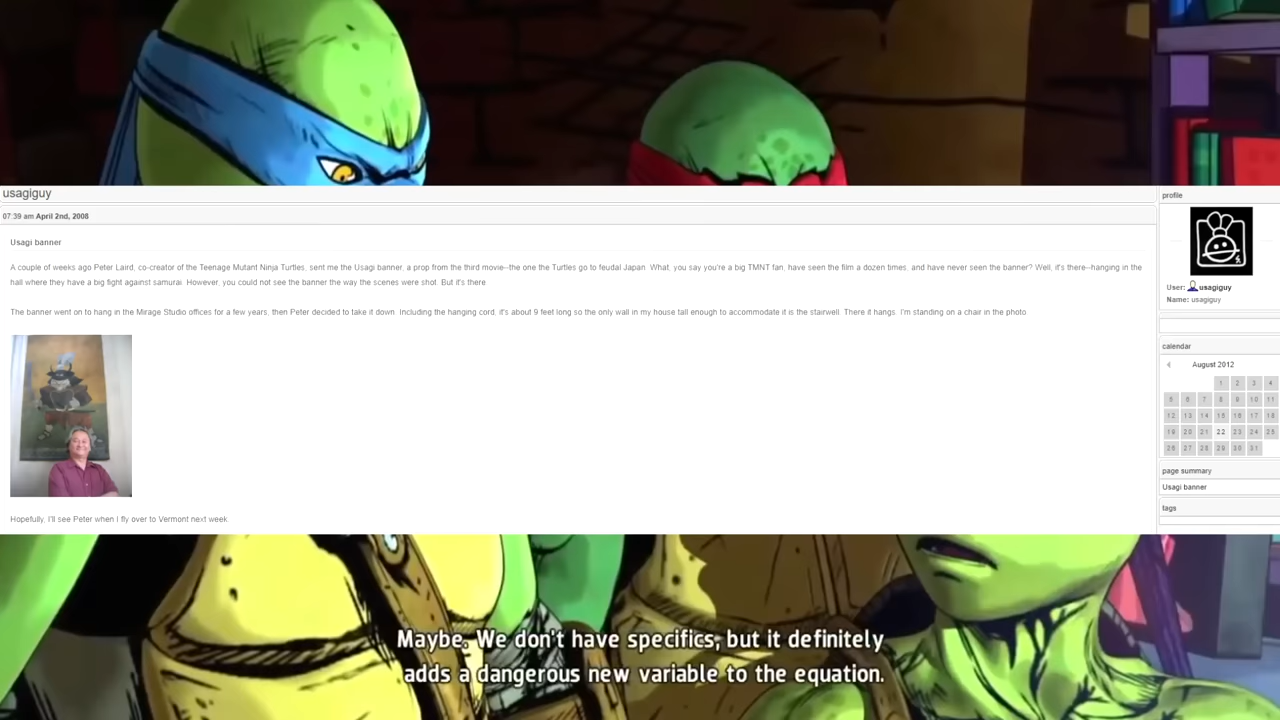 usagiguy
07:39 am April 2nd, 2008
Usagi banner
A couple of weeks ago Peter Laird, co-creator of the Teenage Mutant Ninja Turtles, sent me the Usagi banner, a prop from the third movie--the one the Turtles go to feudal Japan. What, you say you're a big TMNT fan, have seen the film a dozen times, and have never seen the banner? Well, it's there--hanging in the
hall where they have a big fight against samurai. However, you could not see the banner the way the scenes were shot. But it's there.
The banner went on to hang in the Mirage Studio offices for a few years, then Peter decided to take it down. Including the hanging cord, it's about 9 feet long so the only wall in my house tall enough to accommodate it is the stairwell. There it hangs. I'm standing on a chair in the photo.
Hopefully, I'll see Peter when I fly over to Vermont next week.
profile
User: usagiguy
Name: usagiguy
calendar
August 2012
1 2 3 4
5 6 7 8 9 10 11
12 13 14 15 16 17 18
19 20 21 22 23 24 25
26 27 28 29 30 31
page summary
Usagi banner
tags
Maybe. We don't have specifics, but it definitely
adds a dangerous new variable to the equation.